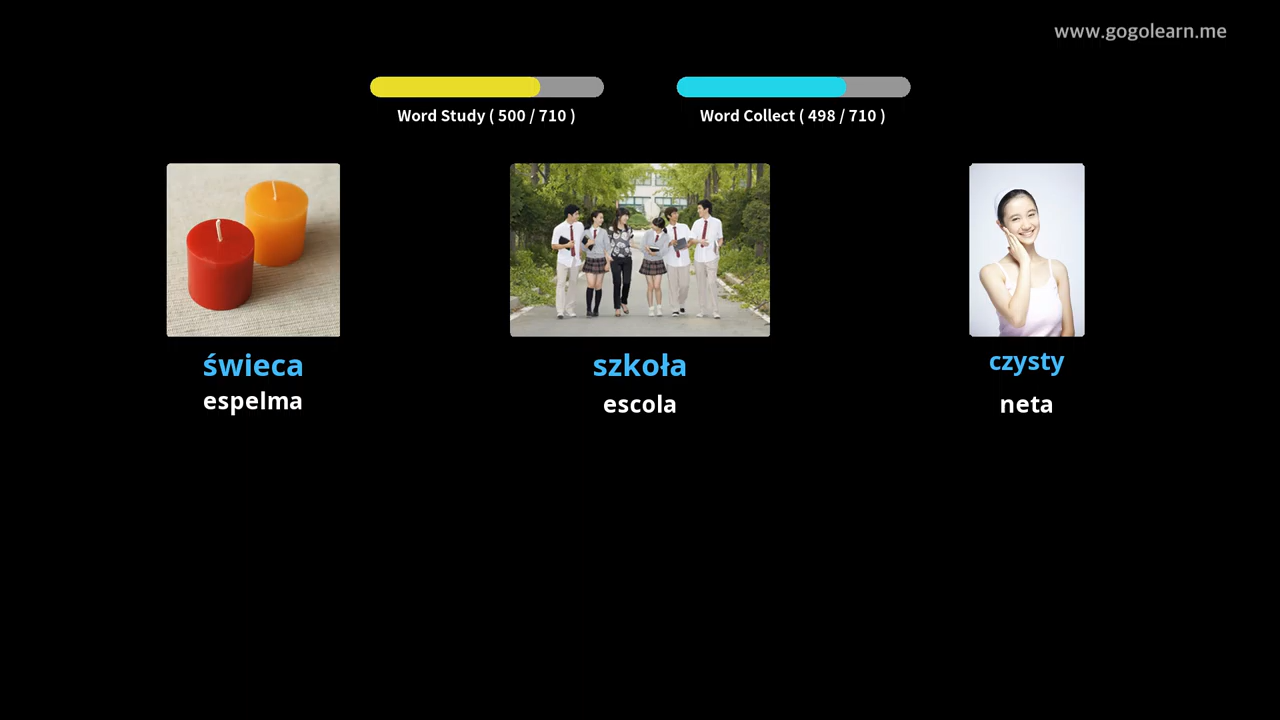 www.gogolearn.me
Word Study ( 500 / 710 )
Word Collect ( 498 / 710 )
świeca
espelma
szkoła
escola
czysty
neta